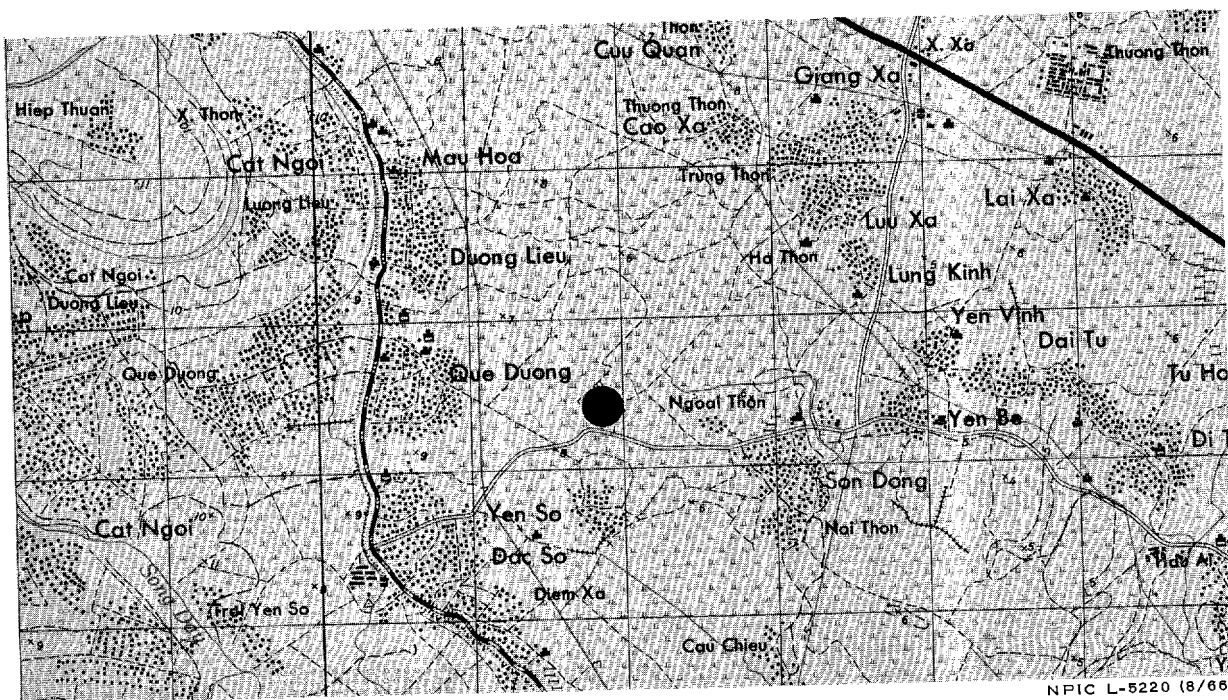 Thon
Cuu Quan
X. Xa
Thuong Thon
Giang Xa
Hiep Thuan
X. Thon
Thuong Thon
Cao Xa
Cat Ngoi
Mau Hoa
Trung Thon
Luong Lieu
Lai Xa
Luu Xa
Duong Lieu
Ha Thon
Cat Ngoi
Lung Kinh
Duong Lieu
Yen Vinh
Dai Tu
Que Duong
Que Duong
Tu Ho
Ngoai Thon
Yen Be
Di T
Son Dong
Cat Ngoi
Yen So
Noi Thon
Dac So
Hau Ai
Song Day
Trai Yen So
Diem Xa
Cau Chieu
NPIC L-5220 (8/66